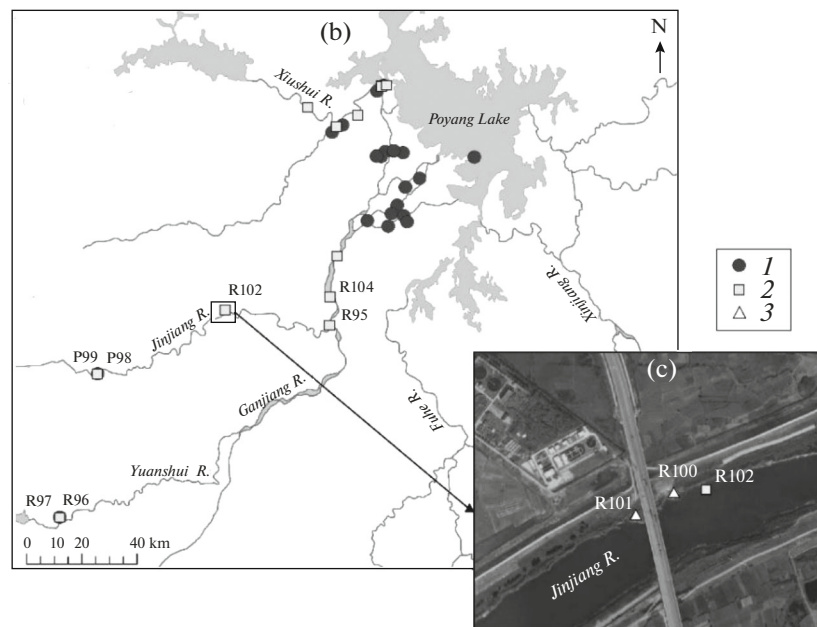 (b)
N
Xiushui R.
Poyang Lake
R104
R102
R95
Jinjiang R.
Xinjiang R.
P99 P98
Ganjiang R.
Fuhe R.
Yuanshui R.
R97 R96
0 10 20 40 km
1
2
3
(c)
R100
R102
R101
Jinjiang R.